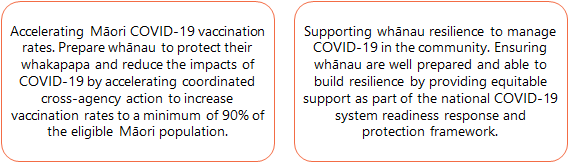 Accelerating Māori COVID-19 vaccination
rates. Prepare whānau to protect their
whakapapa and reduce the impacts of
COVID-19 by accelerating coordinated
cross-agency action to increase
vaccination rates to a minimum of 90% of
the eligible Māori population.
Supporting whānau resilience to manage
COVID-19 in the community. Ensuring
whānau are well prepared and able to
build resilience by providing equitable
support as part of the national COVID-19
system readiness response and
protection framework.